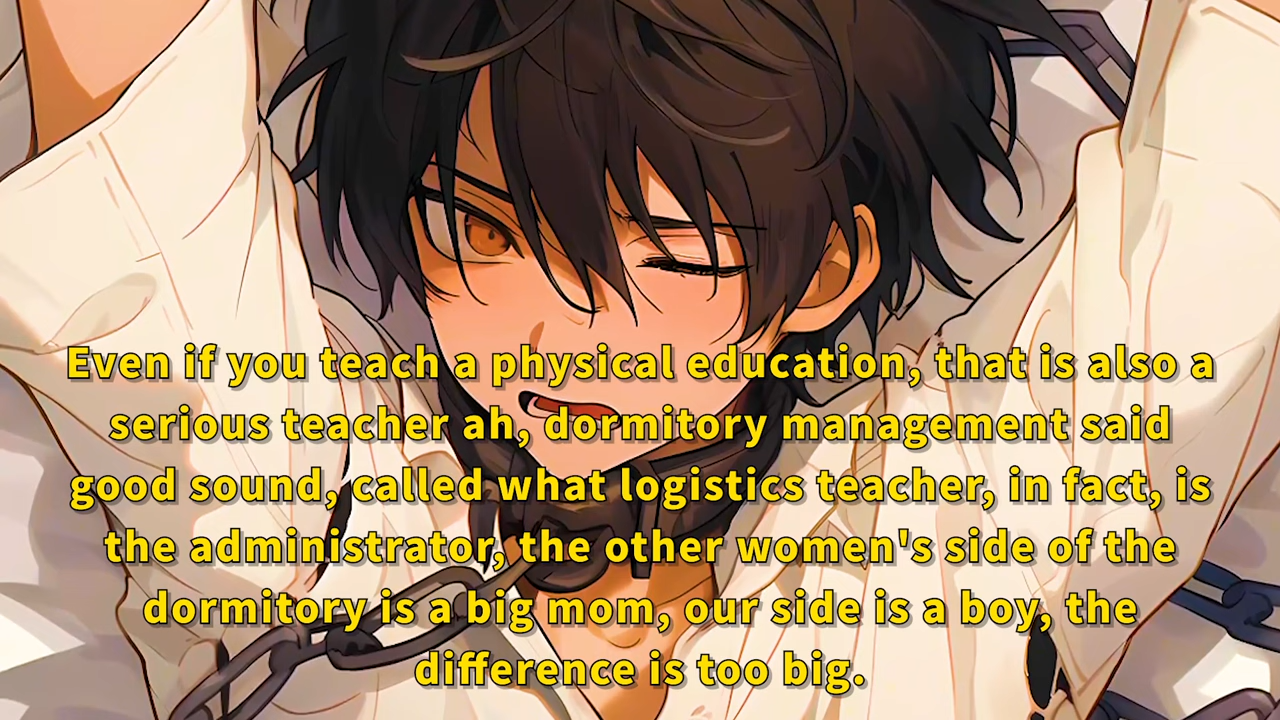 Even if you teach a physical education, that is also a
serious teacher ah, dormitory management said
good sound, called what logistics teacher, in fact, is
the administrator, the other women's side of the
dormitory is a big mom, our side is a boy, the
difference is too big.